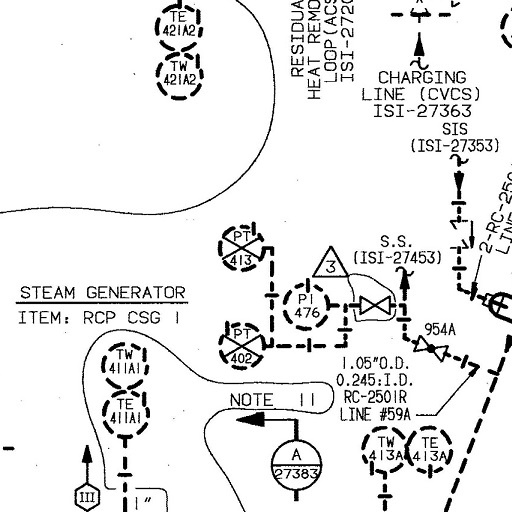 TE
421A2
TW
421A2
RESIDUA
HEAT REMO
LOOP(ACS
ISI-2720
CHARGING
LINE (CVCS)
ISI-27363
SIS
(ISI-27353)
2-RC-250
LINE
PT
413
3
S.S.
(ISI-27453)
PI
476
PT
402
954A
STEAM GENERATOR
ITEM: RCP CSG 1
TW
411A1
TE
411A1
1.05"O.D.
0.245:I.D.
RC-2501R
LINE #59A
NOTE 11
A
27383
TW
413A
TE
413A
III
1"